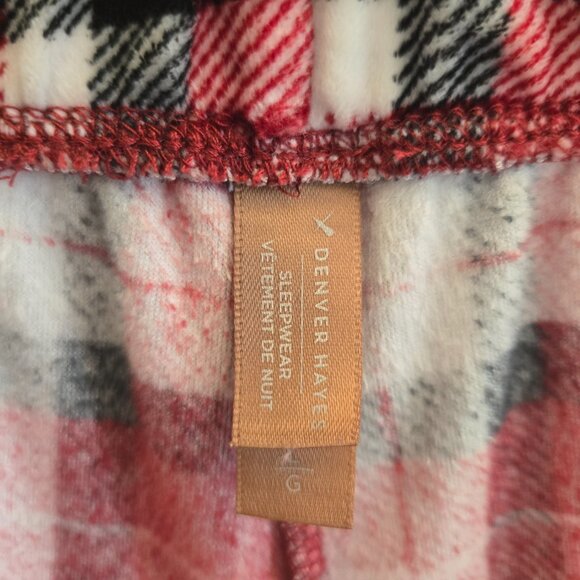 DENVER HAYES
SLEEPWEAR
VÊTEMENT DE NUIT
G